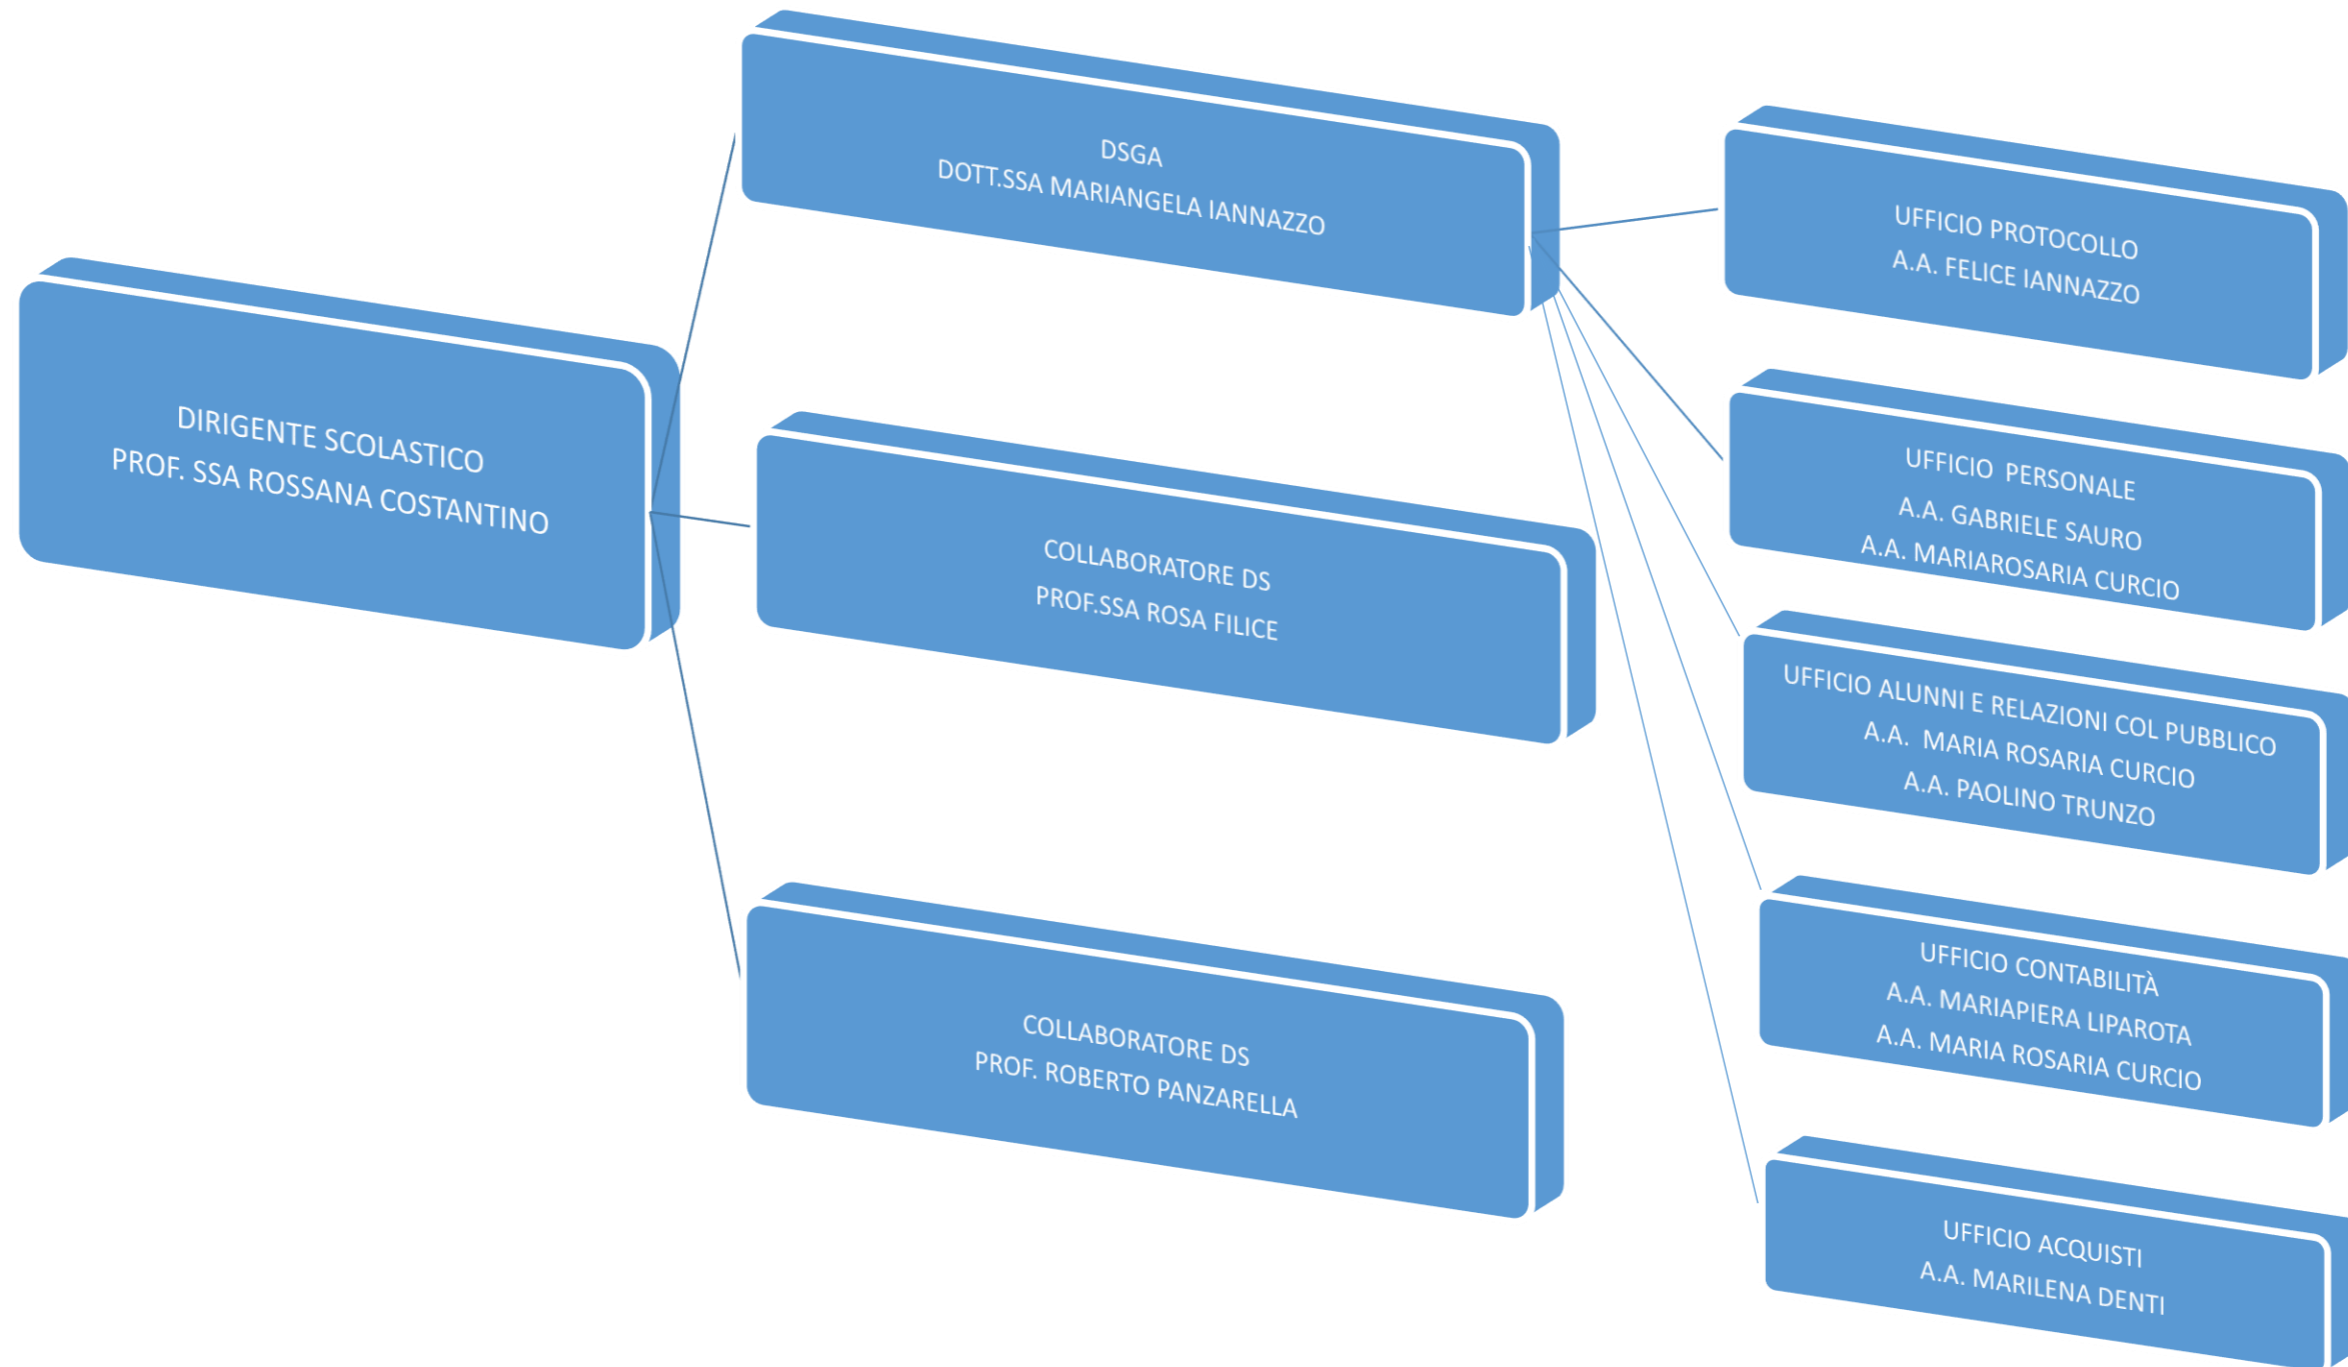 DIRIGENTE SCOLASTICO
PROF. SSA ROSSANA COSTANTINO
DSGA
DOTT.SSA MARIANGELA IANNAZZO
COLLABORATORE DS
PROF.SSA ROSA FILICE
COLLABORATORE DS
PROF. ROBERTO PANZARELLA
UFFICIO PROTOCOLLO
A.A. FELICE IANNAZZO
UFFICIO PERSONALE
A.A. GABRIELE SAURO
A.A. MARIAROSARIA CURCIO
UFFICIO ALUNNI E RELAZIONI COL PUBBLICO
A.A. MARIA ROSARIA CURCIO
A.A. PAOLINO TRUNZO
UFFICIO CONTABILITÀ
A.A. MARIAPIERA LIPAROTA
A.A. MARIA ROSARIA CURCIO
UFFICIO ACQUISTI
A.A. MARILENA DENTI